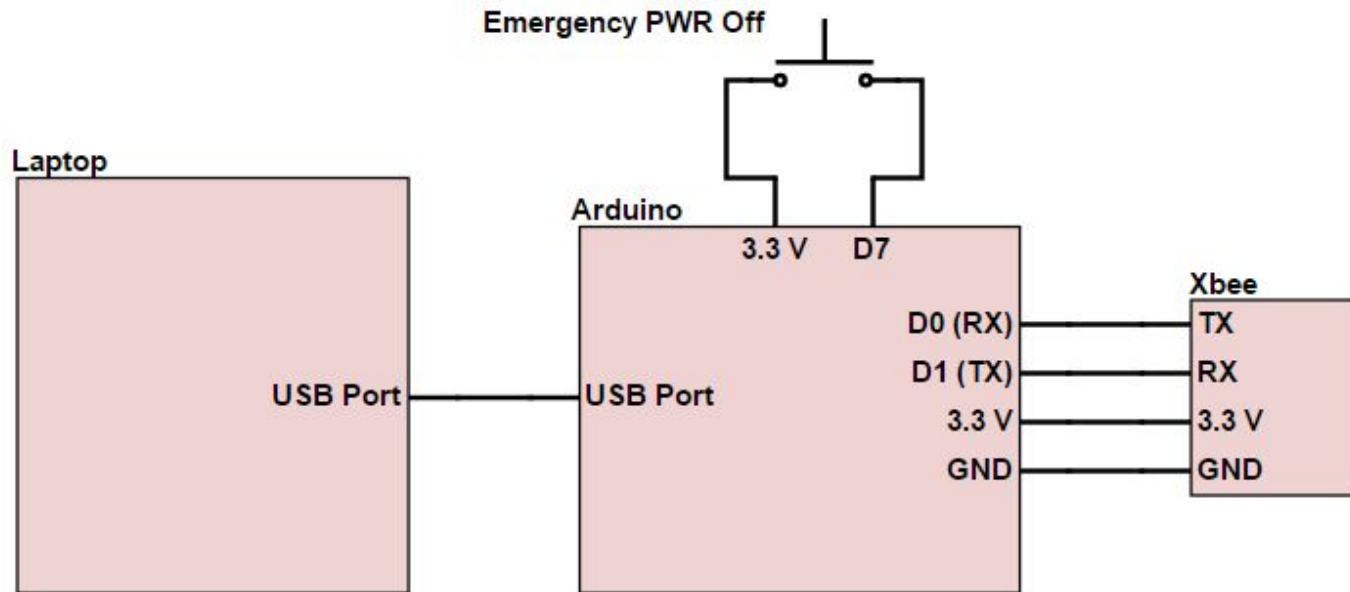 Emergency PWR Off
Laptop
Arduino
3.3 V D7
Xbee
D0 (RX) TX
D1 (TX) RX
USB Port USB Port
3.3 V 3.3 V
GND GND